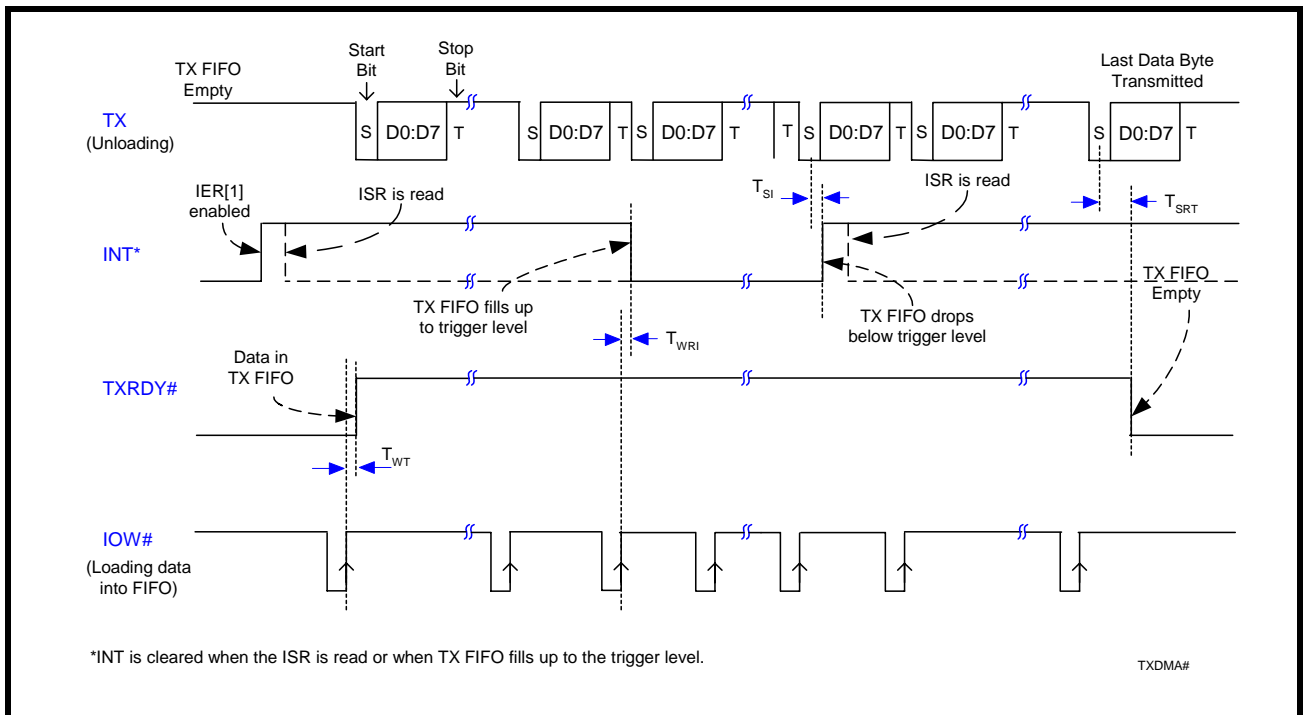 Start
Bit
Stop
Bit
TX FIFO
Empty
Last Data Byte
Transmitted
TX
(Unloading)
S D0:D7 T
S D0:D7 T
S D0:D7 T
T S D0:D7 T
S D0:D7 T
S D0:D7 T
IER[1]
enabled
ISR is read
TSI
ISR is read
TSRT
INT*
TX FIFO fills up
to trigger level
TX FIFO drops
below trigger level
TX FIFO
Empty
TWRI
Data in
TX FIFO
TXRDY#
TWT
IOW#
(Loading data
into FIFO)
*INT is cleared when the ISR is read or when TX FIFO fills up to the trigger level.
TXDMA#